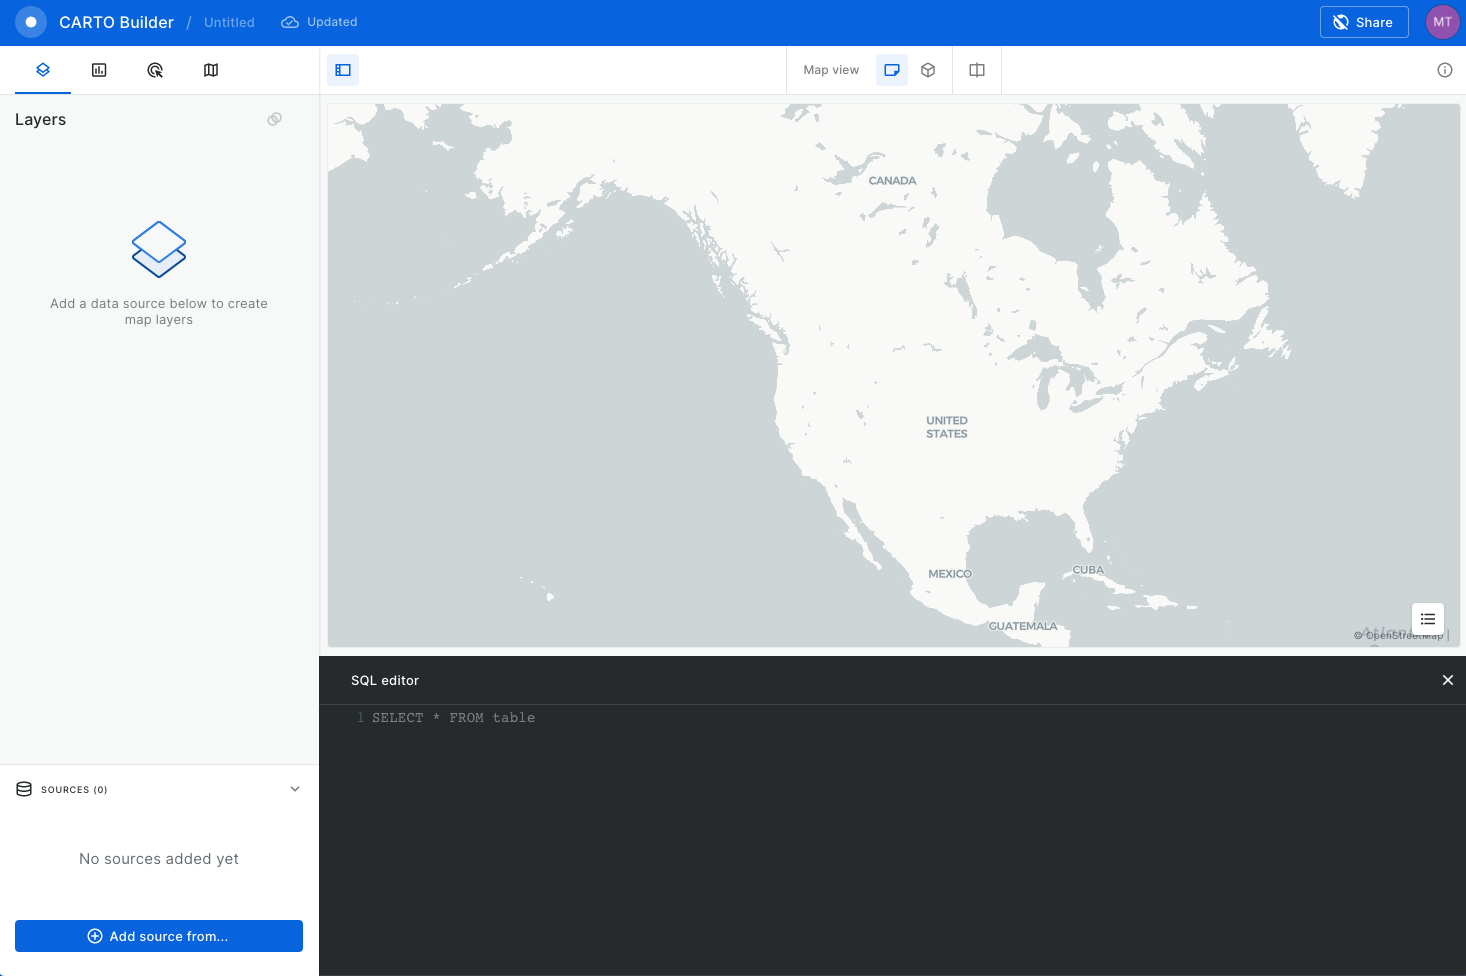 CARTO Builder / Untitled Updated Share MT
Map view
Layers
Add a data source below to create
map layers
CANADA
UNITED
STATES
MEXICO
CUBA
GUATEMALA
© OpenStreetMap |
SQL editor
1 SELECT * FROM table
SOURCES (0)
No sources added yet
Add source from...